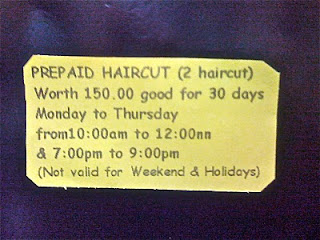 PREPAID HAIRCUT (2 haircut)
Worth 150.00 good for 30 days
Monday to Thursday
from10:00am to 12:00nn
& 7:00pm to 9:00pm
(Not valid for Weekend & Holidays)